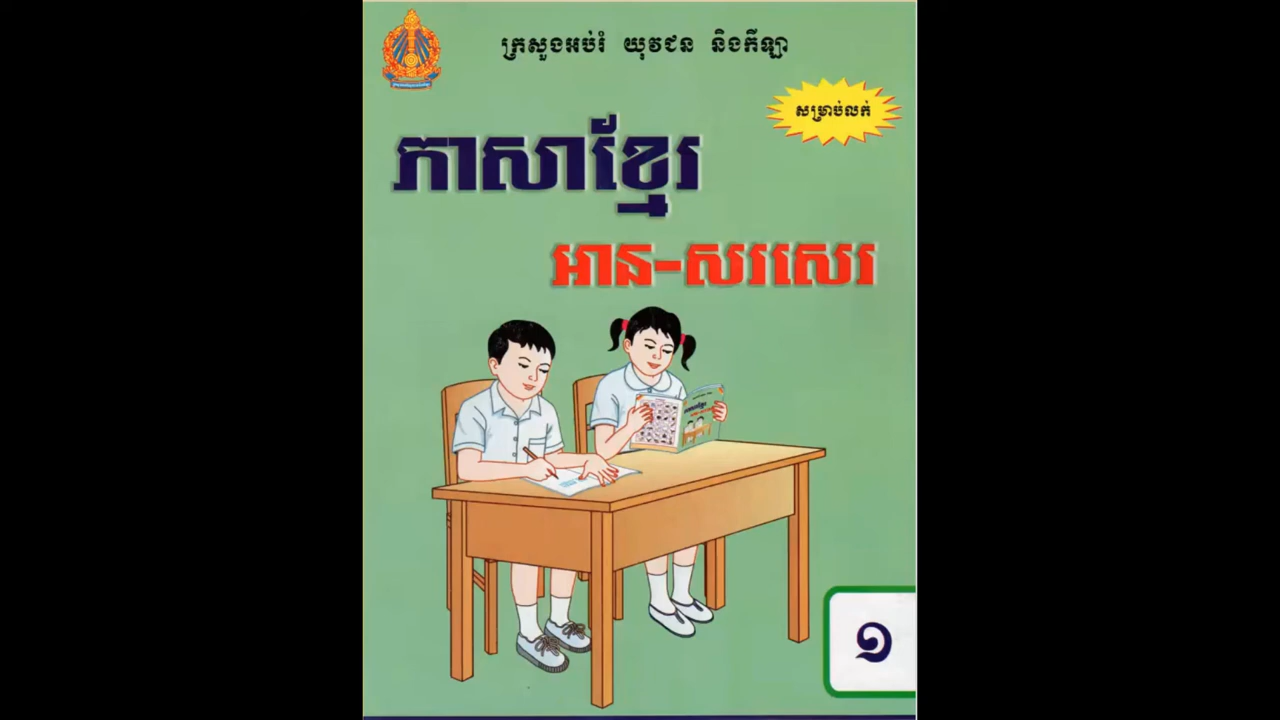 ក្រសួងអប់រំ យុវជន និងកីឡា
សម្រាប់លក់
ភាសាខ្មែរ
អាន-សរសេរ
១